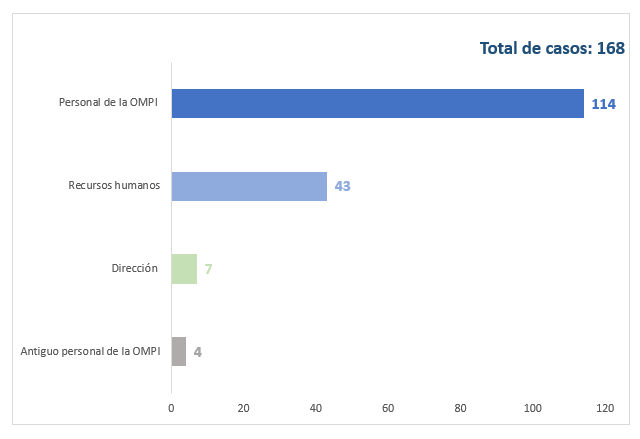 Total de casos: 168
Personal de la OMPI
114
Recursos humanos
43
Dirección
7
Antiguo personal de la OMPI
4
0 20 40 60 80 100 120